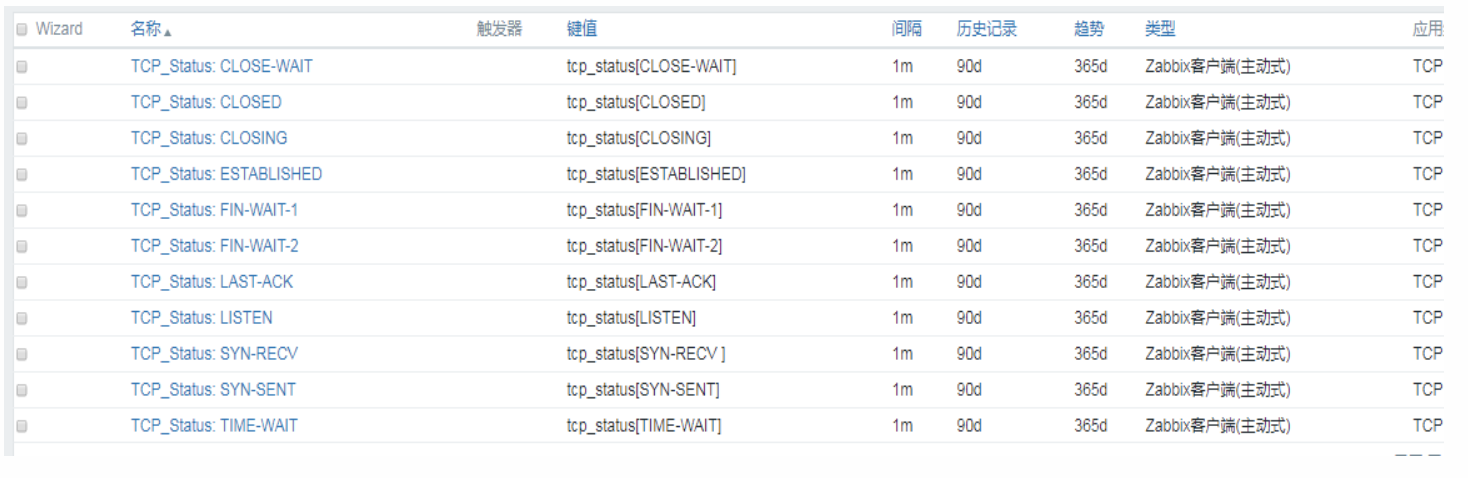 Wizard 名称 触发器 键值 间隔 历史记录 趋势 类型 应用
TCP_Status: CLOSE-WAIT tcp_status[CLOSE-WAIT] 1m 90d 365d Zabbix客户端(主动式) TCP
TCP_Status: CLOSED tcp_status[CLOSED] 1m 90d 365d Zabbix客户端(主动式) TCP
TCP_Status: CLOSING tcp_status[CLOSING] 1m 90d 365d Zabbix客户端(主动式) TCP
TCP_Status: ESTABLISHED tcp_status[ESTABLISHED] 1m 90d 365d Zabbix客户端(主动式) TCP
TCP_Status: FIN-WAIT-1 tcp_status[FIN-WAIT-1] 1m 90d 365d Zabbix客户端(主动式) TCP
TCP_Status: FIN-WAIT-2 tcp_status[FIN-WAIT-2] 1m 90d 365d Zabbix客户端(主动式) TCP
TCP_Status: LAST-ACK tcp_status[LAST-ACK] 1m 90d 365d Zabbix客户端(主动式) TCP
TCP_Status: LISTEN tcp_status[LISTEN] 1m 90d 365d Zabbix客户端(主动式) TCP
TCP_Status: SYN-RECV tcp_status[SYN-RECV ] 1m 90d 365d Zabbix客户端(主动式) TCP
TCP_Status: SYN-SENT tcp_status[SYN-SENT] 1m 90d 365d Zabbix客户端(主动式) TCP
TCP_Status: TIME-WAIT tcp_status[TIME-WAIT] 1m 90d 365d Zabbix客户端(主动式) TCP